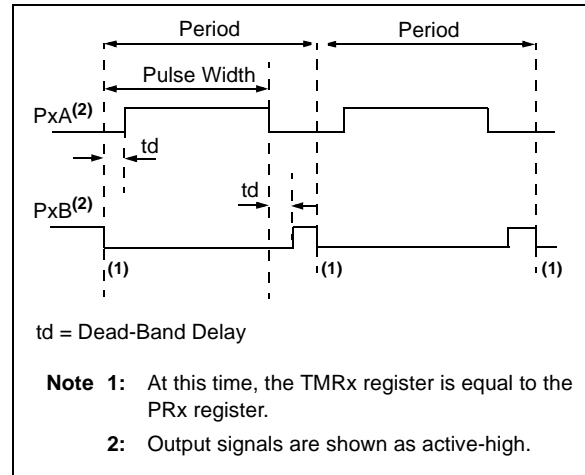 Period Period
Pulse Width
PxA(2)
td
td
PxB(2)
(1) (1) (1)
td = Dead-Band Delay
Note 1: At this time, the TMRx register is equal to the
PRx register.
2: Output signals are shown as active-high.